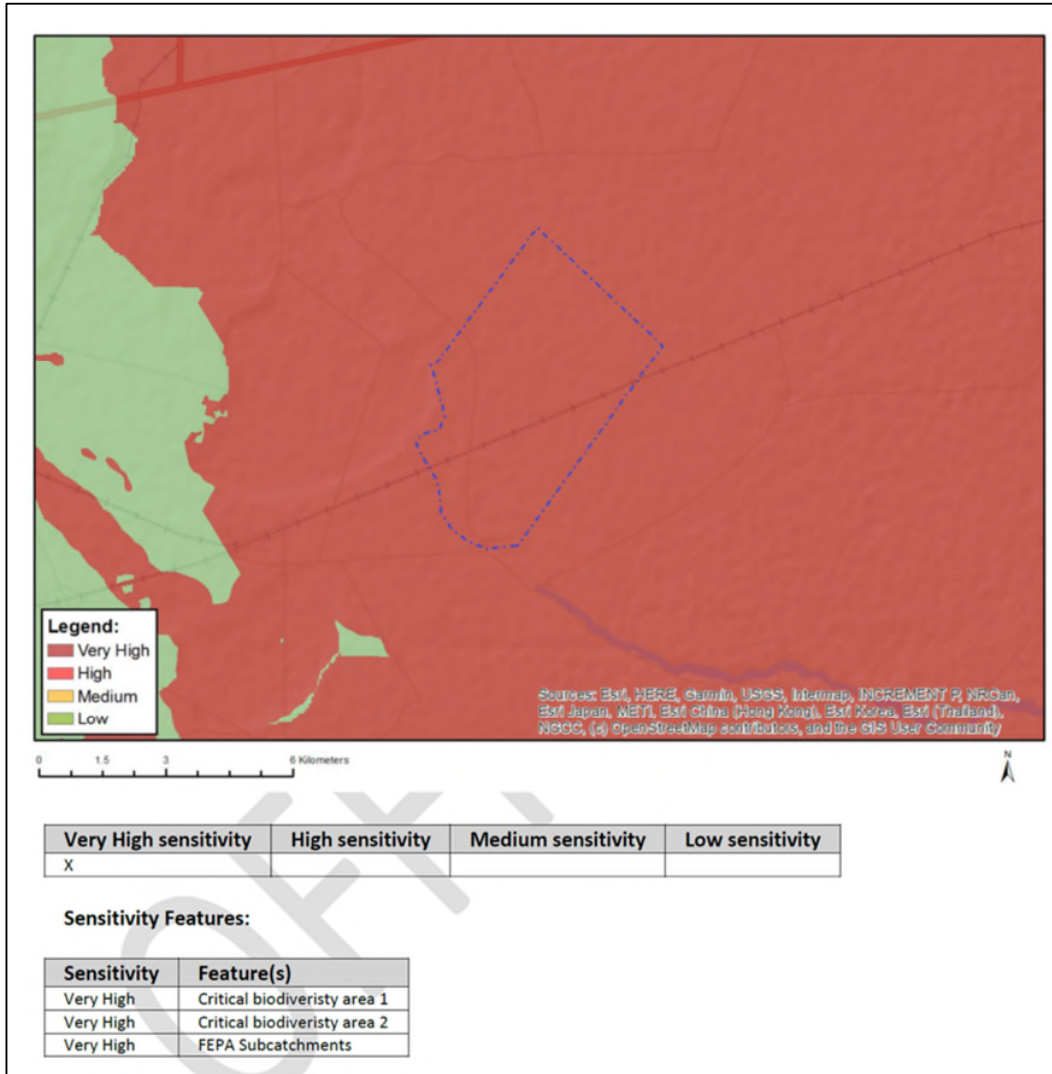 Legend:
Very High
High
Medium
Low
Sources: Esri, HERE, Garmin, USGS, Intermap, INCREMENT P, NRCan,
Esri Japan, METI, Esri China (Hong Kong), Esri Korea, Esri (Thailand),
NGCC, (c) OpenStreetMap contributors, and the GIS User Community
0 1.5 3 6 Kilometers
N
Very High sensitivity High sensitivity Medium sensitivity Low sensitivity
X
Sensitivity Features:
Sensitivity Feature(s)
Very High Critical biodiveristy area 1
Very High Critical biodiveristy area 2
Very High FEPA Subcatchments